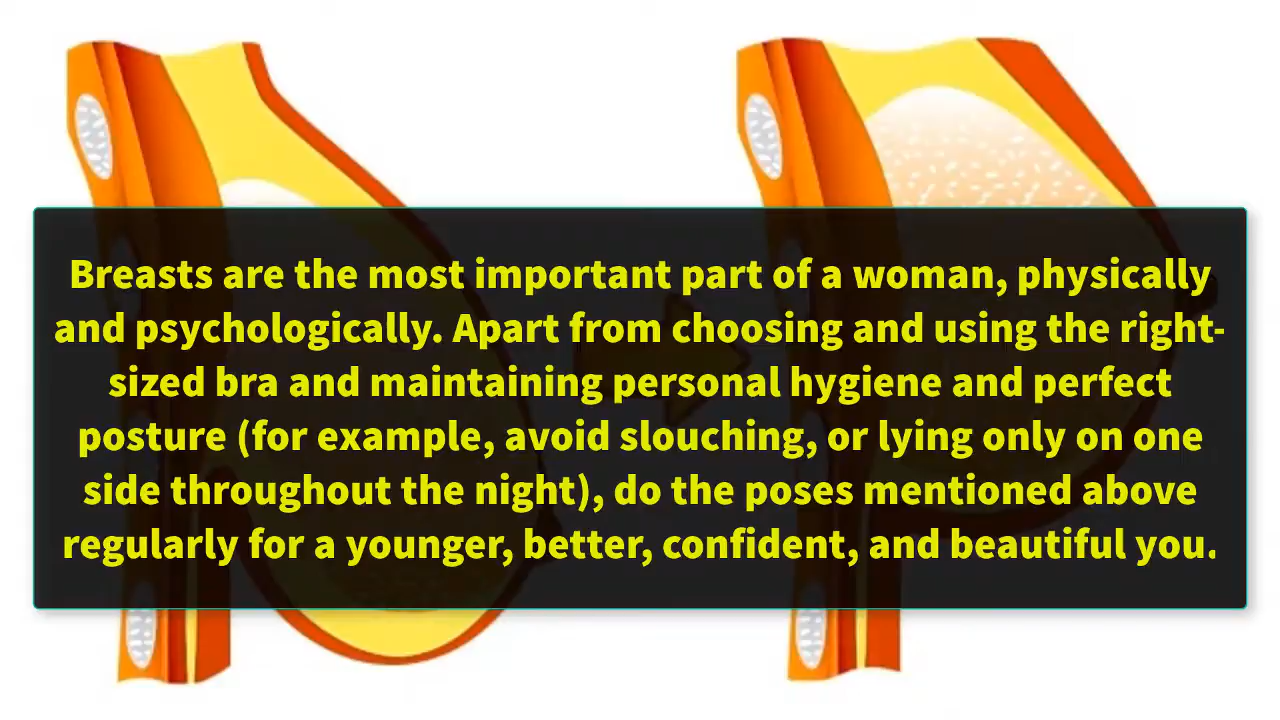 Breasts are the most important part of a woman, physically
and psychologically. Apart from choosing and using the right-
sized bra and maintaining personal hygiene and perfect
posture (for example, avoid slouching, or lying only on one
side throughout the night), do the poses mentioned above
regularly for a younger, better, confident, and beautiful you.